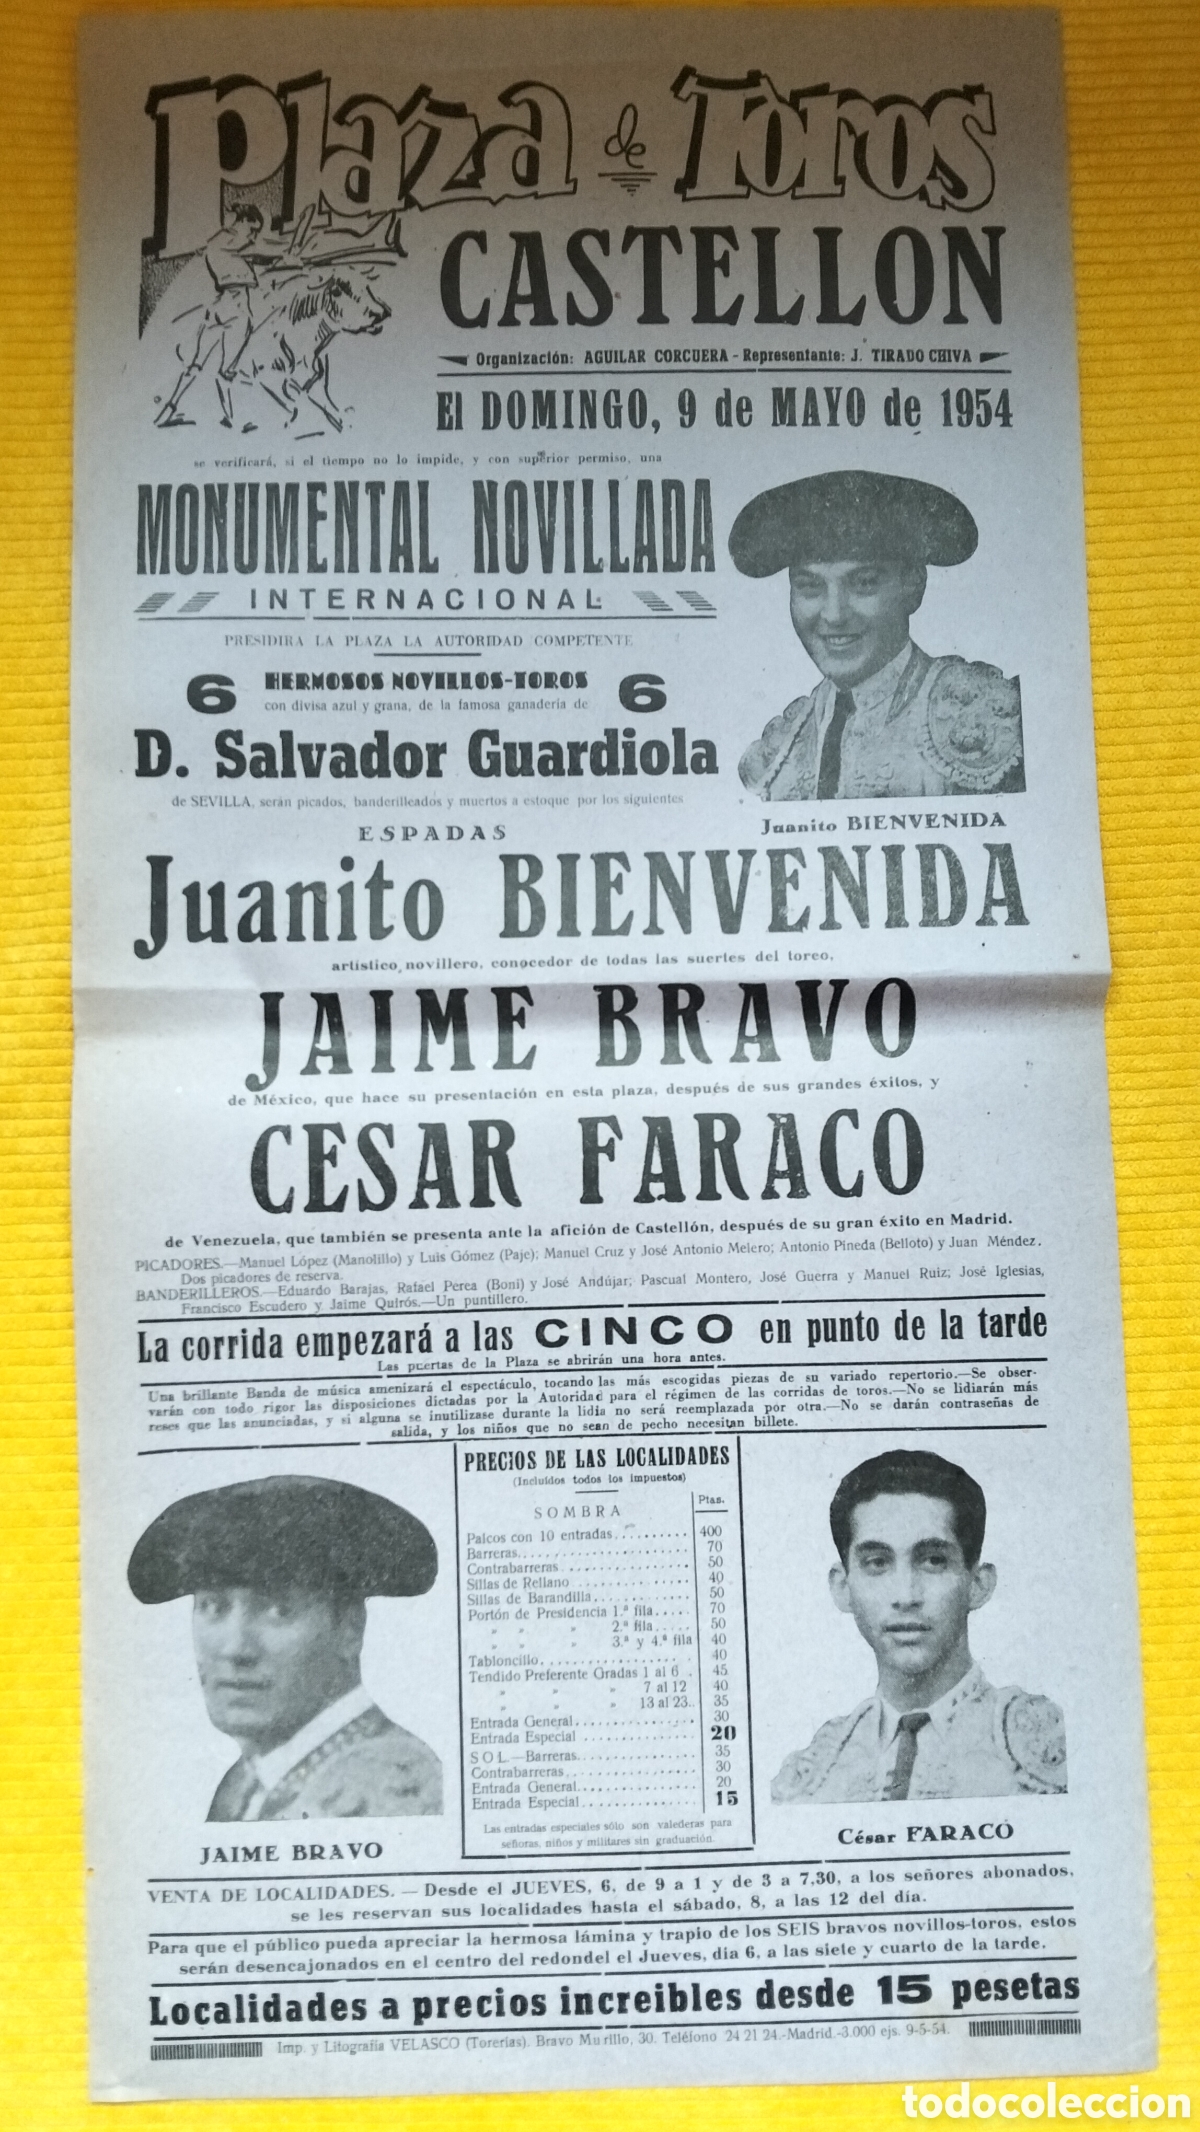 Plaza de Toros
CASTELLON
Organización: AGUILAR CORCUERA - Representante: J. TIRADO CHIVA
El DOMINGO, 9 de MAYO de 1954
se verificará, si el tiempo no lo impide, y con superior permiso, una
MONUMENTAL NOVILLADA
INTERNACIONAL
PRESIDIRA LA PLAZA LA AUTORIDAD COMPETENTE
6 HERMOSOS NOVILLOS-TOROS 6
con divisa azul y grana, de la famosa ganadería de
D. Salvador Guardiola
de SEVILLA, serán picados, banderilleados y muertos a estoque por los siguientes
ESPADAS
Juanito BIENVENIDA
Juanito BIENVENIDA
artístico novillero, conocedor de todas las suertes del toreo,
JAIME BRAVO
de México, que hace su presentación en esta plaza, después de sus grandes éxitos, y
CESAR FARACO
de Venezuela, que también se presenta ante la afición de Castellón, después de su gran éxito en Madrid.
PICADORES.—Manuel López (Manolillo) y Luis Gómez (Paje); Manuel Cruz y José Antonio Melero; Antonio Pineda (Belloto) y Juan Méndez.
Dos picadores de reserva.
BANDERILLEROS.—Eduardo Barajas, Rafael Perea (Boni) y José Andújar; Pascual Montero, José Guerra y Manuel Ruiz; José Iglesias,
Francisco Escudero y Jaime Quirós.—Un puntillero.
La corrida empezará a las CINCO en punto de la tarde
Las puertas de la Plaza se abrirán una hora antes.
Una brillante Banda de música amenizará el espectáculo, tocando las más escogidas piezas de su variado repertorio.—Se obser-
varán con todo rigor las disposiciones dictadas por la Autoridad para el régimen de las corridas de toros.—No se lidiarán más
reses que las anunciadas, y si alguna se inutilizase durante la lidia no será reemplazada por otra.—No se darán contraseñas de
salida, y los niños que no sean de pecho necesitan billete.
PRECIOS DE LAS LOCALIDADES
(Incluídos todos los impuestos)
SOMBRA Ptas.
Palcos con 10 entradas.......... 400
Barreras........................ 70
Contrabarreras.................. 50
Sillas de Rellano............... 40
Sillas de Barandilla............ 50
Portón de Presidencia 1.ª fila..... 70
» » » 2.ª fila..... 50
» » » 3.ª y 4.ª fila 40
Tabloncillo..................... 40
Tendido Preferente Gradas 1 al 6 . 45
» » » 7 al 12 40
» » » 13 al 23.. 35
Entrada General................. 30
Entrada Especial................ 20
SOL—Barreras.................... 35
Contrabarreras.................. 30
Entrada General................. 20
Entrada Especial................ 15
Las entradas especiales sólo son valederas para
señoras, niños y militares sin graduación.
JAIME BRAVO
César FARACO
VENTA DE LOCALIDADES. — Desde el JUEVES, 6, de 9 a 1 y de 3 a 7,30, a los señores abonados,
se les reservan sus localidades hasta el sábado, 8, a las 12 del día.
Para que el público pueda apreciar la hermosa lámina y trapio de los SEIS bravos novillos-toros, estos
serán desencajonados en el centro del redondel el Jueves, dia 6, a las siete y cuarto de la tarde.
Localidades a precios increibles desde 15 pesetas
Imp. y Litografía VELASCO (Torerías). Bravo Murillo, 30. Teléfono 24 21 24.-Madrid.-3.000 ejs. 9-5-54.
todocoleccion